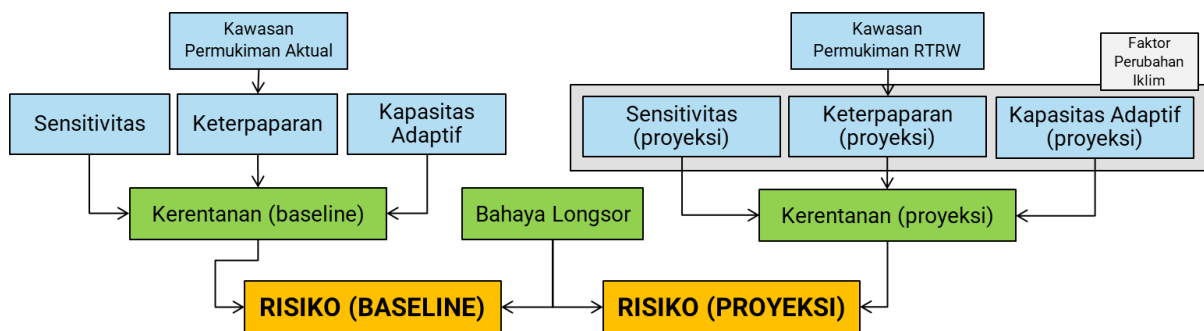 Kawasan
Permukiman Aktual
Kawasan
Permukiman RTRW
Faktor
Perubahan
Iklim
Sensitivitas
Keterpaparan
Kapasitas
Adaptif
Sensitivitas
(proyeksi)
Keterpaparan
(proyeksi)
Kapasitas Adaptif
(proyeksi)
Kerentanan (baseline)
Bahaya Longsor
Kerentanan (proyeksi)
RISIKO (BASELINE)
RISIKO (PROYEKSI)